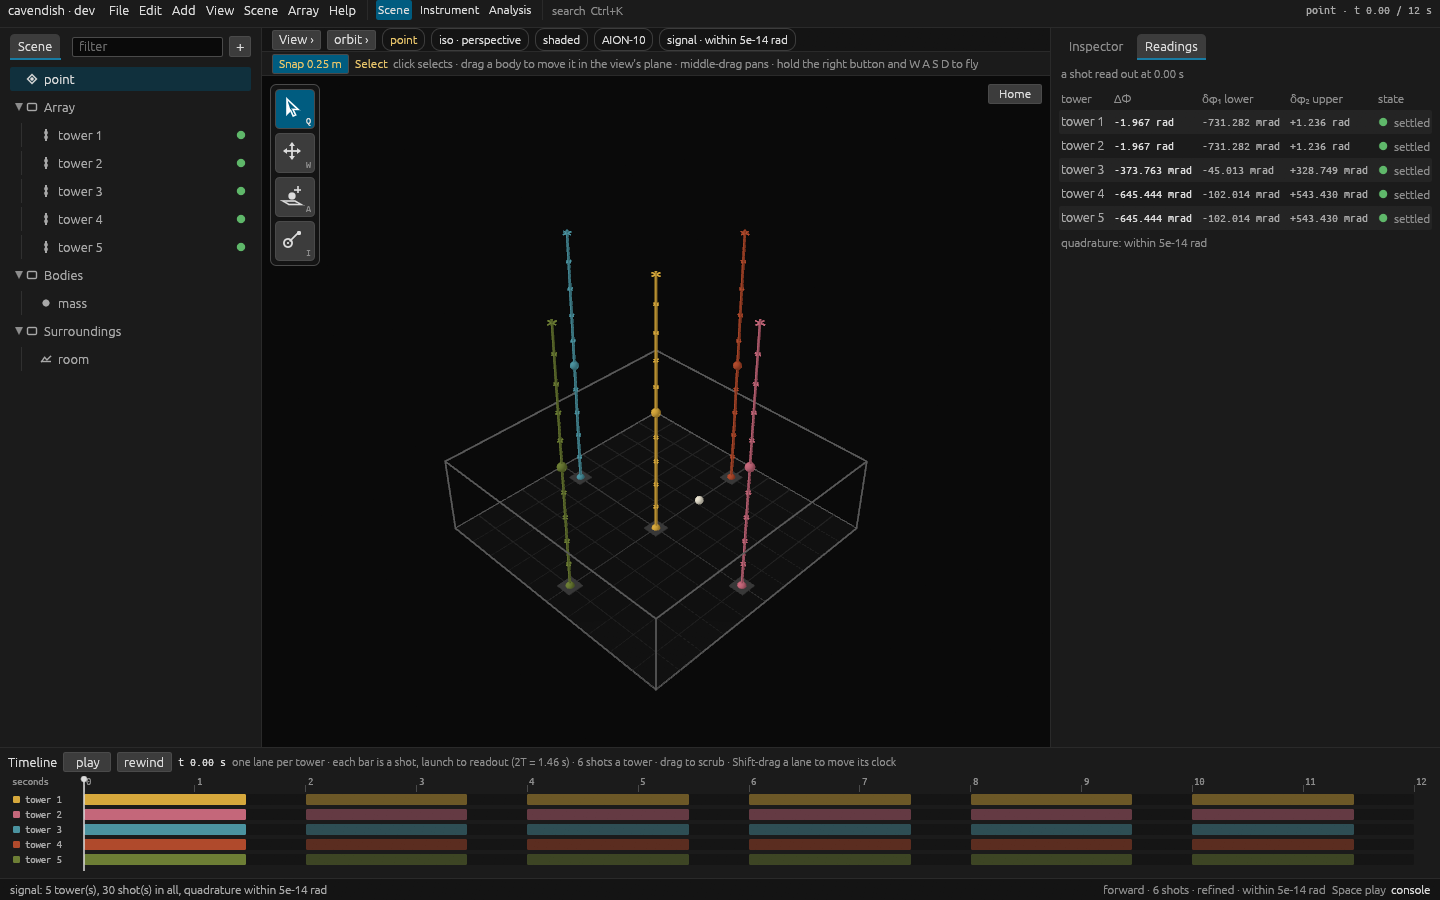 cavendish · dev File Edit Add View Scene Array Help Scene Instrument Analysis search Ctrl+K point · t 0.00 / 12 s
Scene filter +
point
Array
tower 1
tower 2
tower 3
tower 4
tower 5
Bodies
mass
Surroundings
room
View › orbit › point iso · perspective shaded AION-10 signal · within 5e-14 rad
Snap 0.25 m Select click selects · drag a body to move it in the view's plane · middle-drag pans · hold the right button and W A S D to fly
Q
W
A
I
Home
Inspector Readings
a shot read out at 0.00 s
tower ΔΦ δφ₁ lower δφ₂ upper state
tower 1 -1.967 rad -731.282 mrad +1.236 rad settled
tower 2 -1.967 rad -731.282 mrad +1.236 rad settled
tower 3 -373.763 mrad -45.013 mrad +328.749 mrad settled
tower 4 -645.444 mrad -102.014 mrad +543.430 mrad settled
tower 5 -645.444 mrad -102.014 mrad +543.430 mrad settled
quadrature: within 5e-14 rad
Timeline play rewind t 0.00 s one lane per tower · each bar is a shot, launch to readout (2T = 1.46 s) · 6 shots a tower · drag to scrub · Shift-drag a lane to move its clock
seconds 0 1 2 3 4 5 6 7 8 9 10 11 12
tower 1
tower 2
tower 3
tower 4
tower 5
signal: 5 tower(s), 30 shot(s) in all, quadrature within 5e-14 rad forward · 6 shots · refined · within 5e-14 rad Space play console